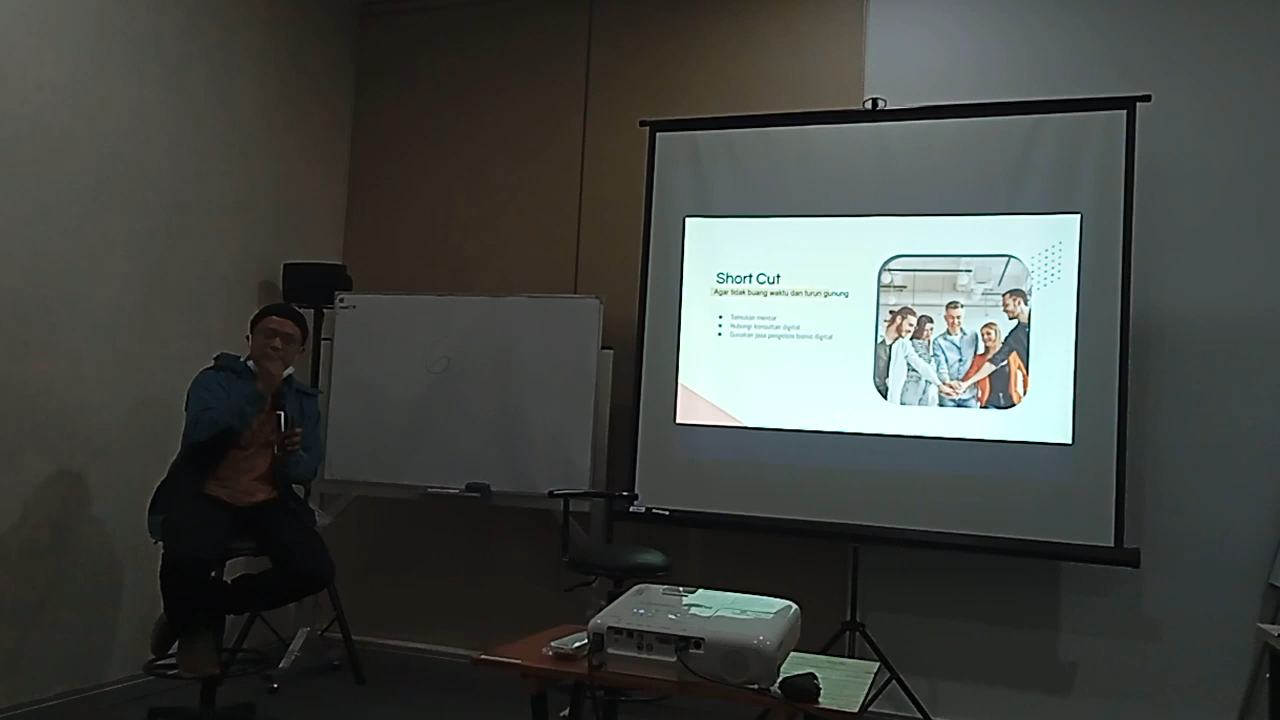 Short Cut
Agar tidak buang waktu dan turun gunung
Temukan mentor
Hubungi konsultan digital
Gunakan jasa pengelola bisnis digital